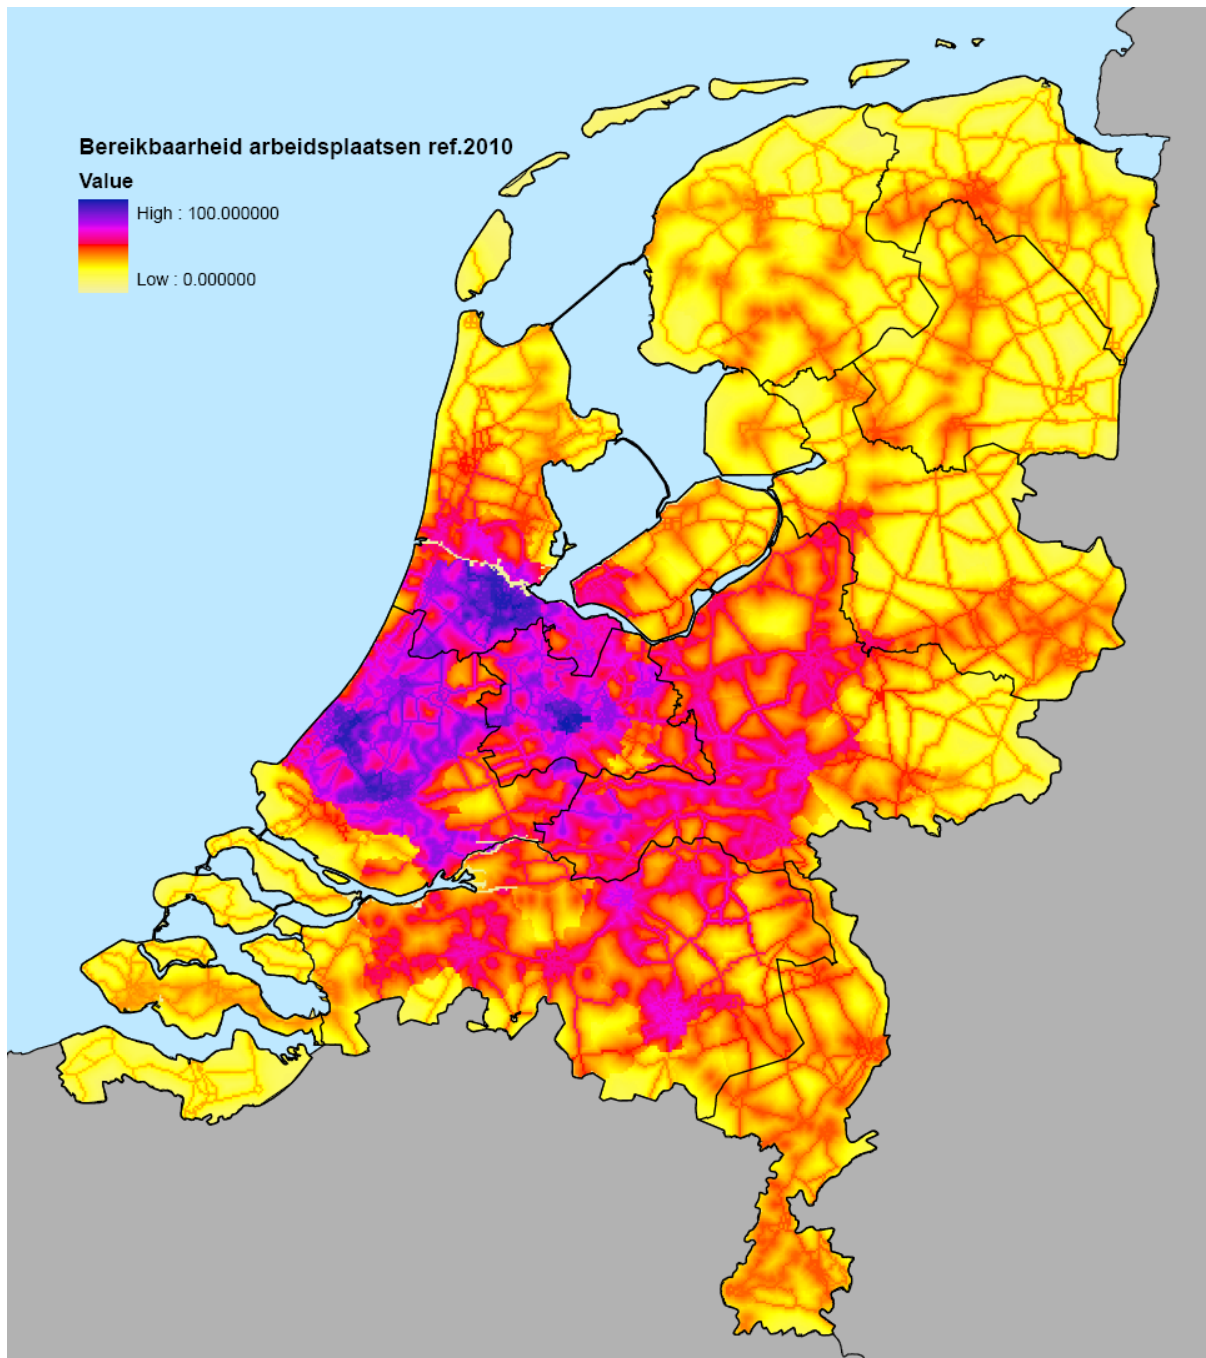 Bereikbaarheid arbeidsplaatsen ref.2010
Value
High : 100.000000
Low : 0.000000